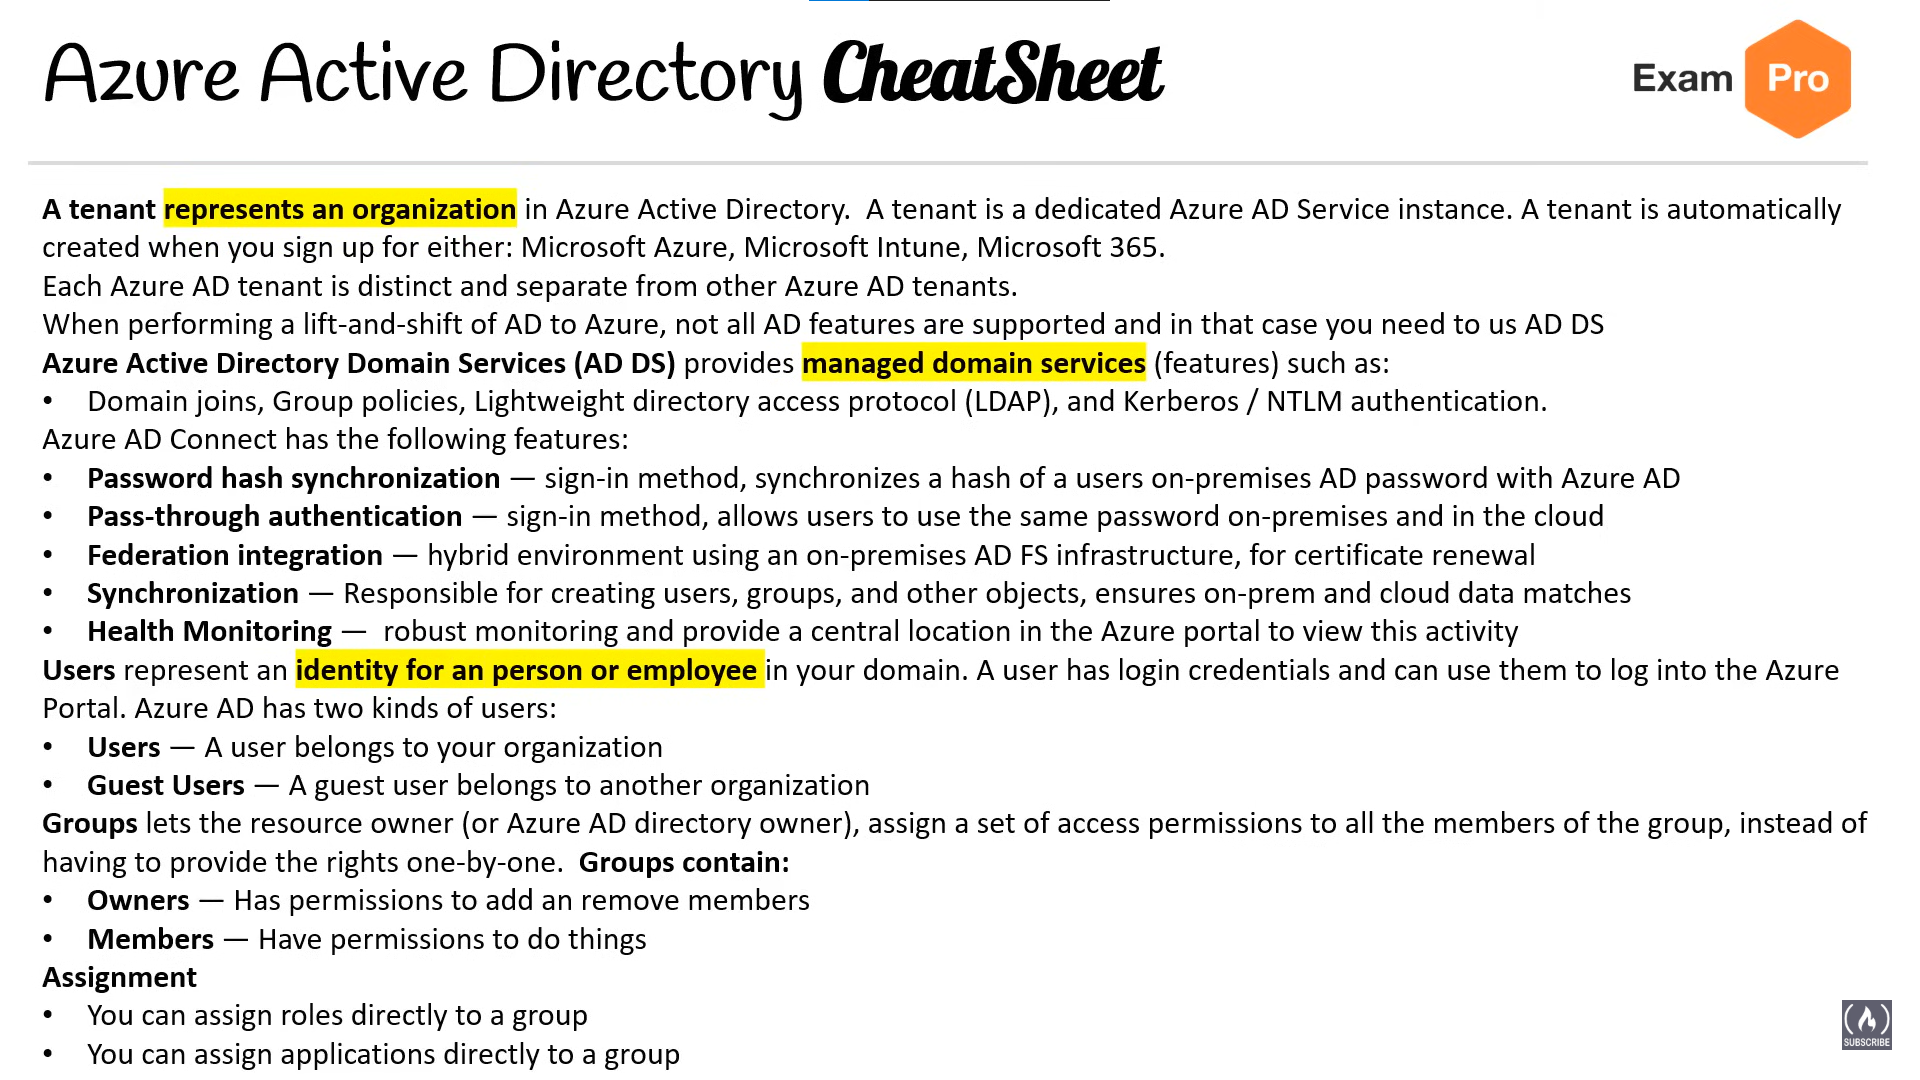 Azure Active Directory CheatSheet
Exam Pro
A tenant represents an organization in Azure Active Directory.  A tenant is a dedicated Azure AD Service instance. A tenant is automatically
created when you sign up for either: Microsoft Azure, Microsoft Intune, Microsoft 365.
Each Azure AD tenant is distinct and separate from other Azure AD tenants.
When performing a lift-and-shift of AD to Azure, not all AD features are supported and in that case you need to us AD DS
Azure Active Directory Domain Services (AD DS) provides managed domain services (features) such as:
• Domain joins, Group policies, Lightweight directory access protocol (LDAP), and Kerberos / NTLM authentication.
Azure AD Connect has the following features:
• Password hash synchronization — sign-in method, synchronizes a hash of a users on-premises AD password with Azure AD
• Pass-through authentication — sign-in method, allows users to use the same password on-premises and in the cloud
• Federation integration — hybrid environment using an on-premises AD FS infrastructure, for certificate renewal
• Synchronization — Responsible for creating users, groups, and other objects, ensures on-prem and cloud data matches
• Health Monitoring —  robust monitoring and provide a central location in the Azure portal to view this activity
Users represent an identity for an person or employee in your domain. A user has login credentials and can use them to log into the Azure
Portal. Azure AD has two kinds of users:
• Users — A user belongs to your organization
• Guest Users — A guest user belongs to another organization
Groups lets the resource owner (or Azure AD directory owner), assign a set of access permissions to all the members of the group, instead of
having to provide the rights one-by-one.  Groups contain:
• Owners — Has permissions to add an remove members
• Members — Have permissions to do things
Assignment
• You can assign roles directly to a group
• You can assign applications directly to a group
SUBSCRIBE